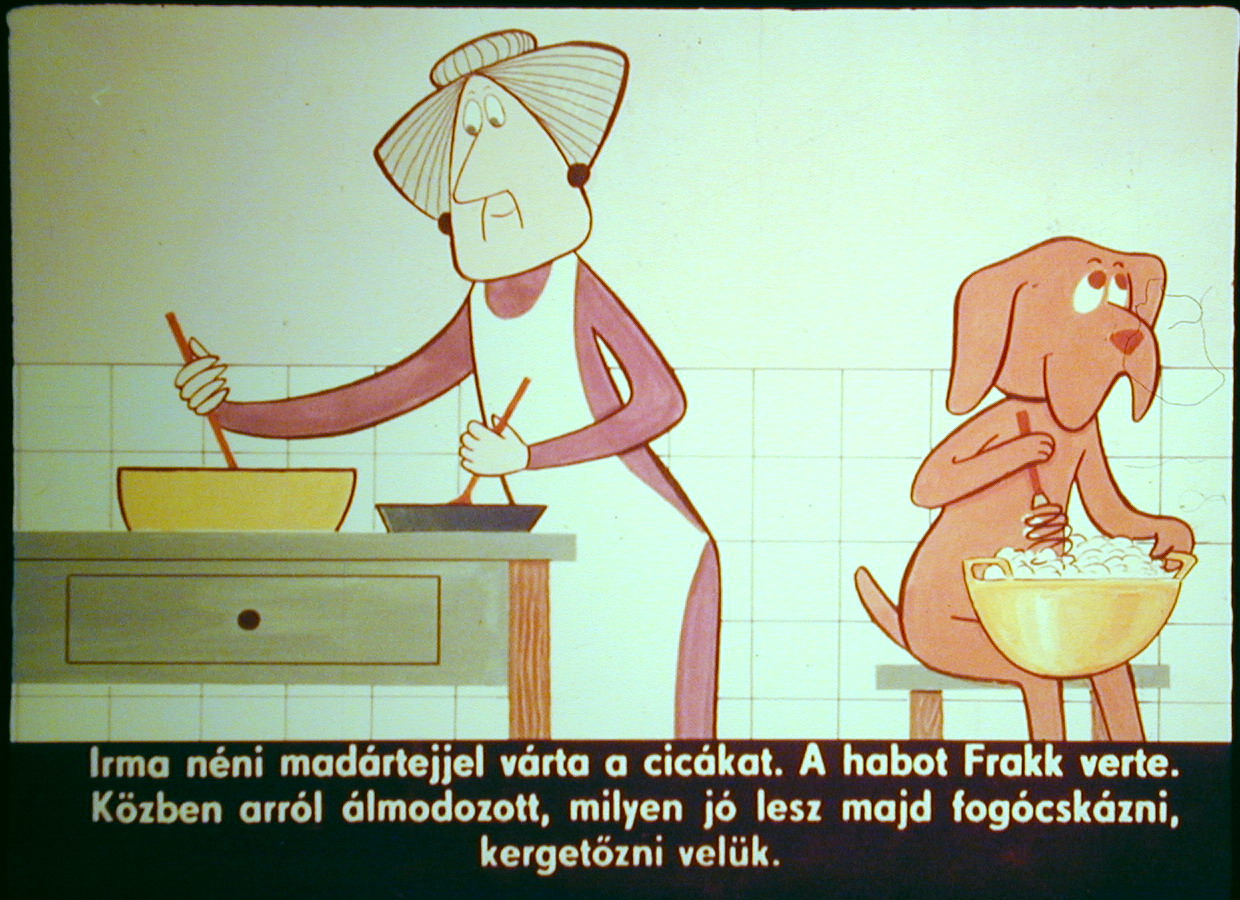 Irma néni madártejjel várta a cicákat. A habot Frakk verte.
Közben arról álmodozott, milyen jó lesz majd fogócskázni,
kergetőzni velük.